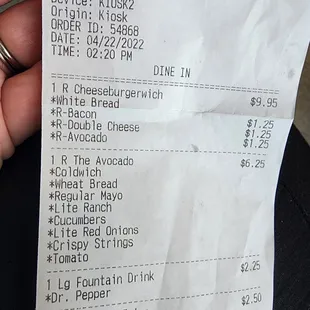 Device: KIOSK2
Origin: Kiosk
ORDER ID: 54868
DATE: 04/22/2022
TIME: 02:20 PM
DINE IN
1 R Cheeseburgerwich $9.95
*White Bread
*R-Bacon $1.25
*R-Double Cheese $1.25
*R-Avocado $1.25
1 R The Avocado $6.25
*Coldwich
*Wheat Bread
*Regular Mayo
*Lite Ranch
*Cucumbers
*Lite Red Onions
*Crispy Strings
*Tomato
1 Lg Fountain Drink $2.25
*Dr. Pepper
$2.50